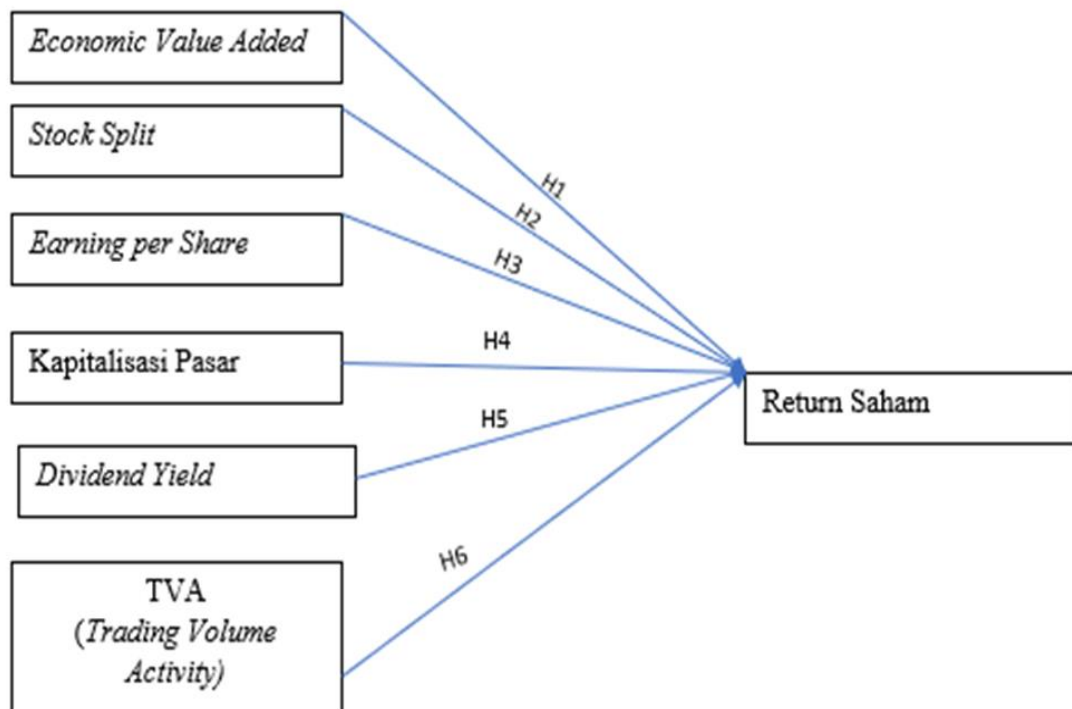 Economic Value Added
Stock Split
Earning per Share
Kapitalisasi Pasar
Dividend Yield
TVA
(Trading Volume
Activity)
H1
H2
H3
H4
H5
H6
Return Saham